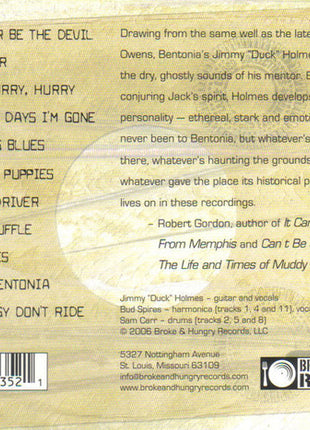 R BE THE DEVIL
R
RRY, HURRY
DAYS I'M GONE
G BLUES
PUPPIES
DRIVER
UFFLE
ES
ENTONIA
GY DON'T RIDE
Drawing from the same well as the late
Owens, Bentonia's Jimmy "Duck" Holmes
the dry, ghostly sounds of his mentor. B
conjuring Jack's spirit, Holmes develops
personality – ethereal, stark and emotio
never been to Bentonia, but whatever's
there, whatever's haunting the grounds
whatever gave the place its historical p
lives on in these recordings.
– Robert Gordon, author of It Car
From Memphis and Can t Be
The Life and Times of Muddy
Jimmy "Duck" Holmes – guitar and vocals
Bud Spires – harmonica (tracks 1, 4 and 11), voc
Sam Carr – drums (tracks 2, 5 and 8)
© 2006 Broke & Hungry Records, LLC
5327 Nottingham Avenue
St. Louis, Missouri 63109
info@brokeandhungryrecords.com
brokeandhungryrecords.com
BR
R
352 1